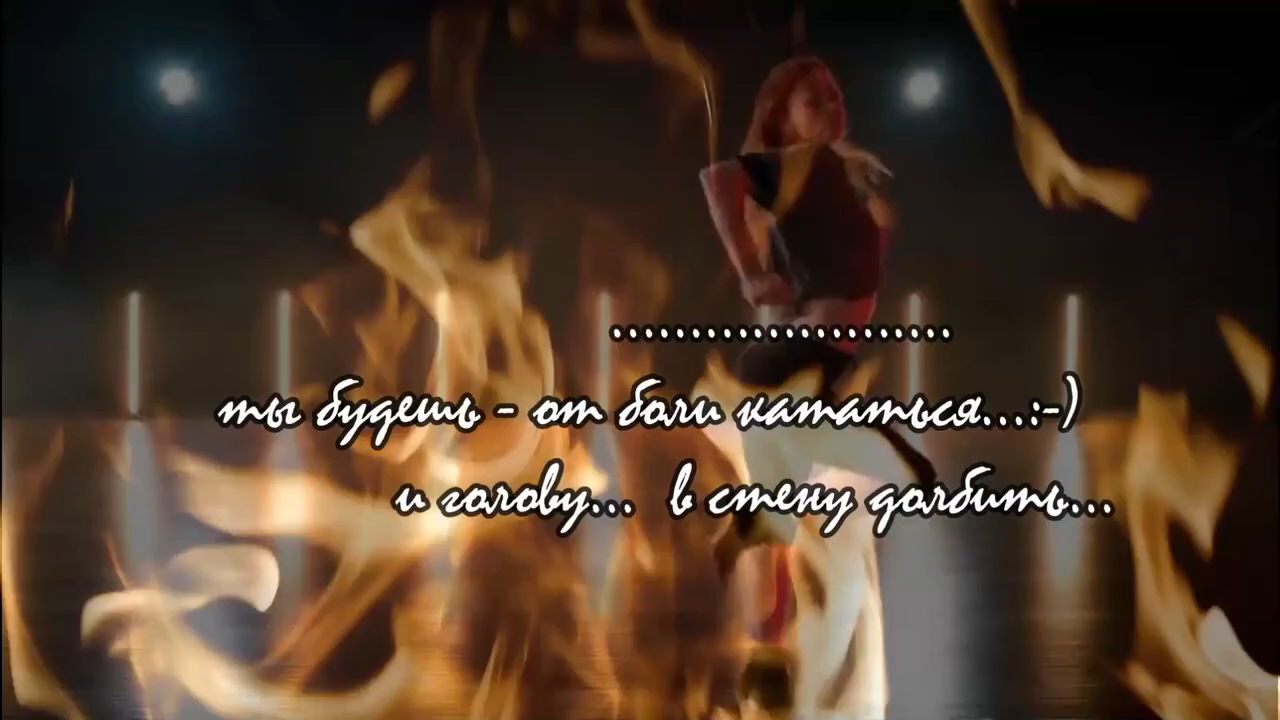 ......................
ты будешь - от боли кататься...:-)
и голову... в стену долбить...